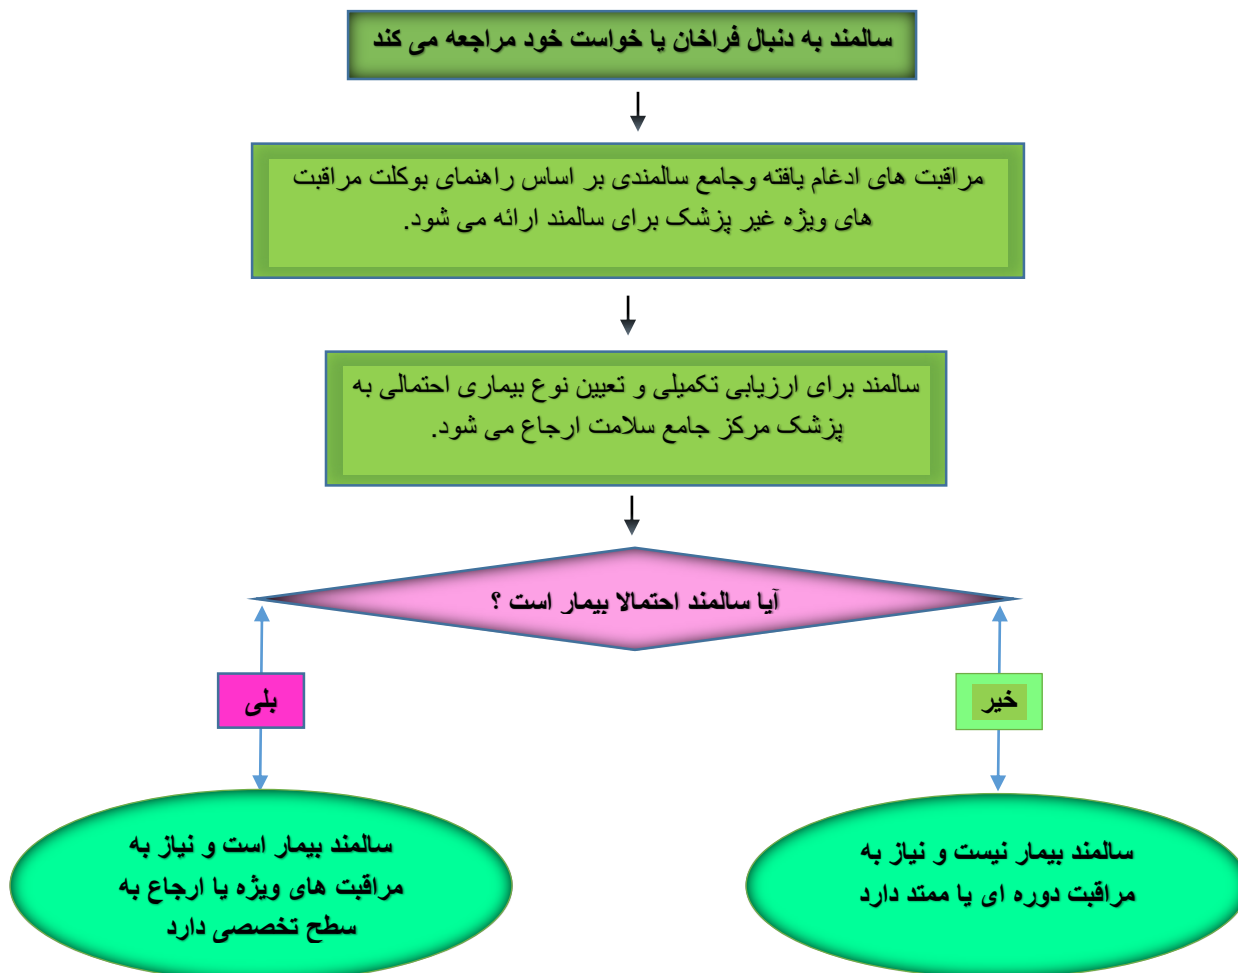 سالمند به دنبال فراخان یا خواست خود مراجعه می کند
مراقبت های ادغام یافته وجامع سالمندی بر اساس راهنمای بوکلت مراقبت
های ویژه غیر پزشک برای سالمند ارائه می شود.
سالمند برای ارزیابی تکمیلی و تعیین نوع بیماری احتمالی به
پزشک مرکز جامع سلامت ارجاع می شود.
آیا سالمند احتمالا بیمار است ؟
خیر
بلی
سالمند بیمار نیست و نیاز به
مراقبت دوره ای یا ممتد دارد
سالمند بیمار است و نیاز به
مراقبت های ویژه یا ارجاع به
سطح تخصصی دارد